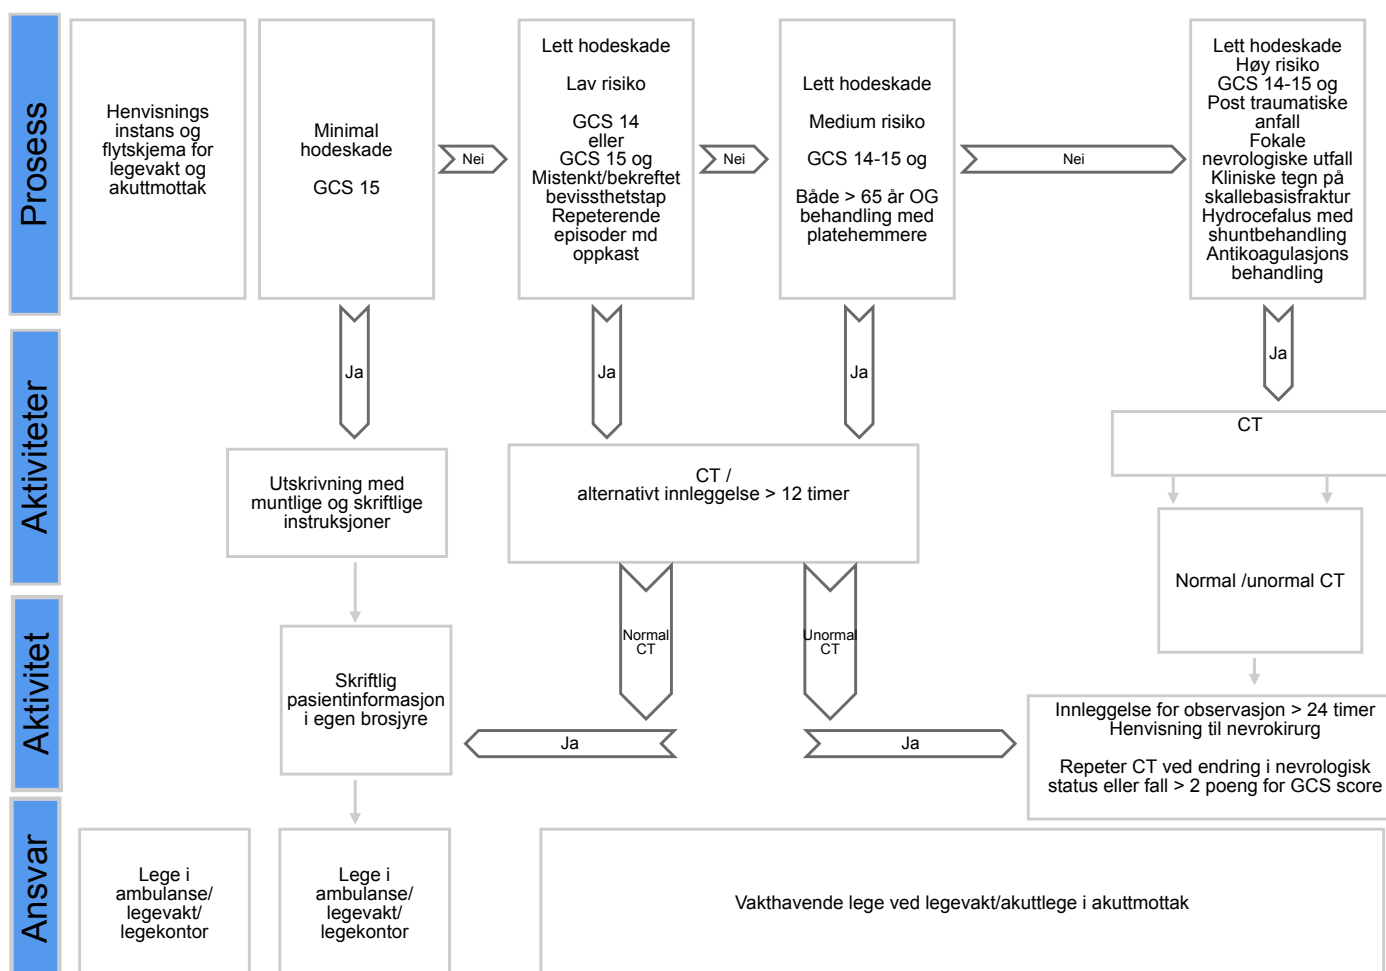 Prosess
Henvisnings
instans og
flytskjema for
legevakt og
akuttmottak
Minimal
hodeskade
GCS 15
Nei
Lett hodeskade
Lav risiko
GCS 14
eller
GCS 15 og
Mistenkt/bekreftet
bevissthetstap
Repeterende
episoder md
oppkast
Nei
Lett hodeskade
Medium risiko
GCS 14-15 og
Både > 65 år OG
behandling med
platehemmere
Nei
Lett hodeskade
Høy risiko
GCS 14-15 og
Post traumatiske
anfall
Fokale
nevrologiske utfall
Kliniske tegn på
skallebasisfraktur
Hydrocefalus med
shuntbehandling
Antikoagulasjons
behandling
Aktiviteter
Ja
Ja
Ja
Ja
Utskrivning med
muntlige og skriftlige
instruksjoner
CT /
alternativt innleggelse > 12 timer
CT
Normal /unormal CT
Aktivitet
Skriftlig
pasientinformasjon
i egen brosjyre
Normal
CT
Unormal
CT
Ja
Ja
Innleggelse for observasjon > 24 timer
Henvisning til nevrokirurg
Repeter CT ved endring i nevrologisk
status eller fall > 2 poeng for GCS score
Ansvar
Lege i
ambulanse/
legevakt/
legekontor
Lege i
ambulanse/
legevakt/
legekontor
Vakthavende lege ved legevakt/akuttlege i akuttmottak